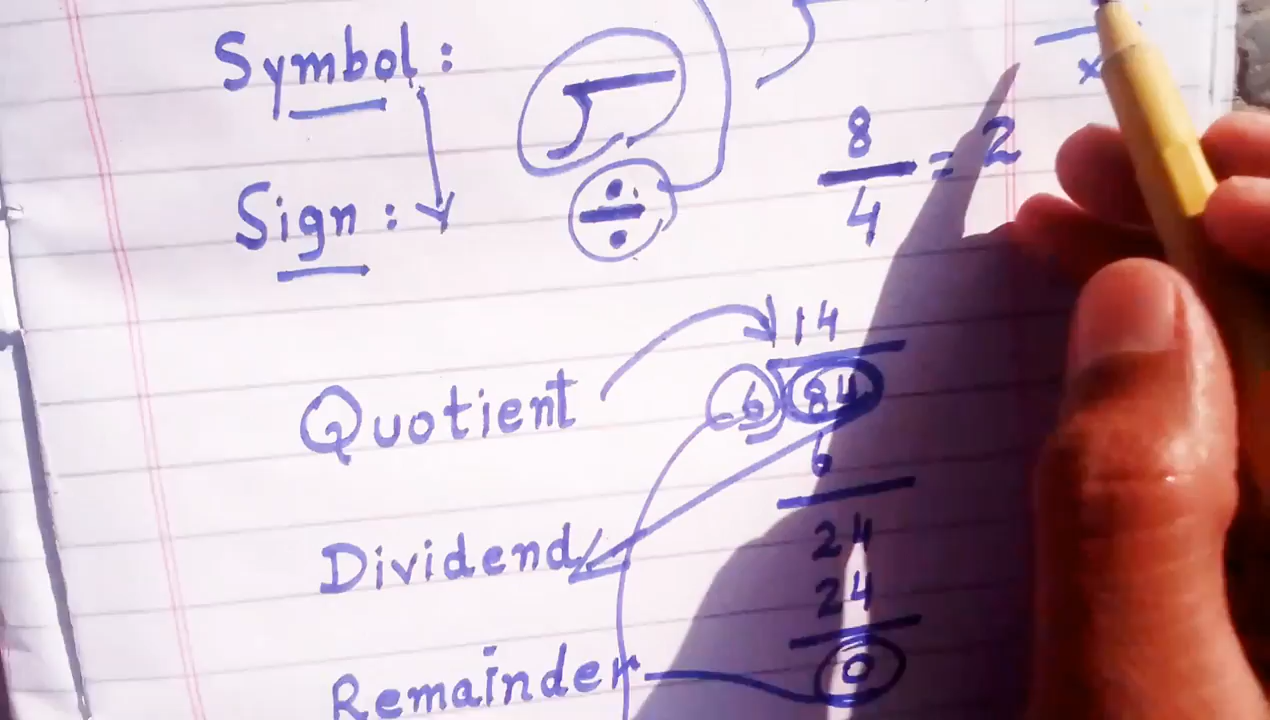 Symbol :
Sign : ÷
8
4 = 2
×
Quotient 14
6 84
6
Dividend
24
24
Remainder 0